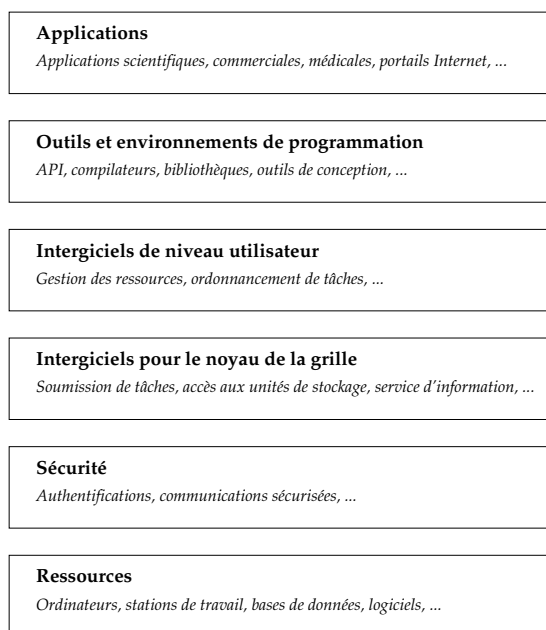 Applications
Applications scientifiques, commerciales, médicales, portails Internet, ...
Outils et environnements de programmation
API, compilateurs, bibliothèques, outils de conception, ...
Intergiciels de niveau utilisateur
Gestion des ressources, ordonnancement de tâches, ...
Intergiciels pour le noyau de la grille
Soumission de tâches, accès aux unités de stockage, service d'information, ...
Sécurité
Authentifications, communications sécurisées, ...
Ressources
Ordinateurs, stations de travail, bases de données, logiciels, ...